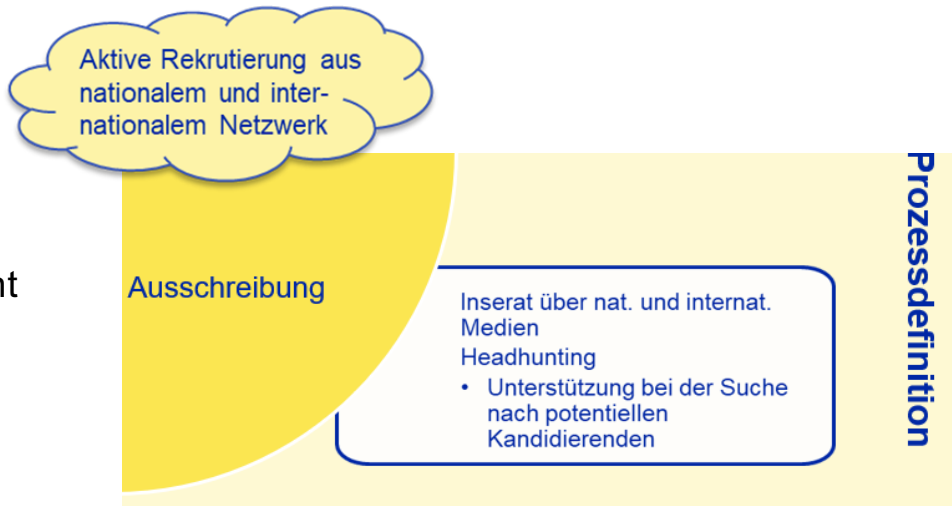 Aktive Rekrutierung aus
nationalem und inter-
nationalem Netzwerk
nt
Ausschreibung
Inserat über nat. und internat.
Medien
Headhunting
• Unterstützung bei der Suche
nach potentiellen
Kandidierenden
Prozessdefinition